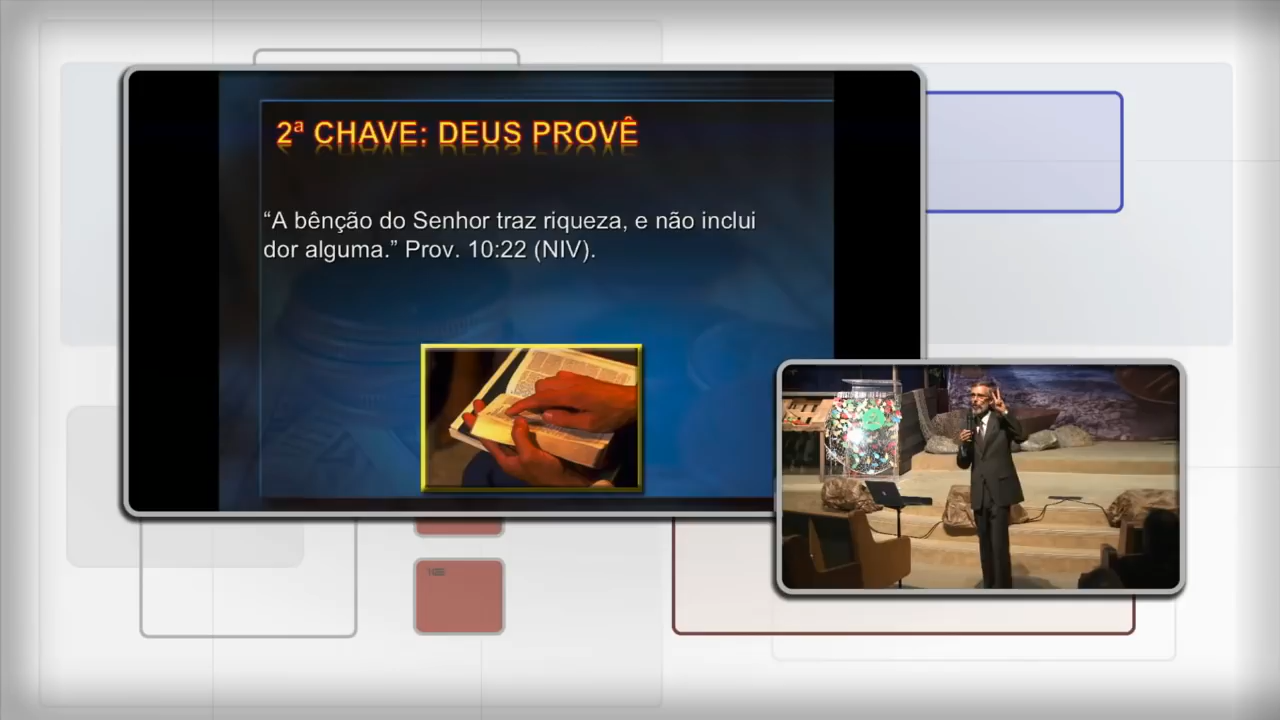 2ª CHAVE: DEUS PROVÊ
“A bênção do Senhor traz riqueza, e não inclui
dor alguma.” Prov. 10:22 (NIV).